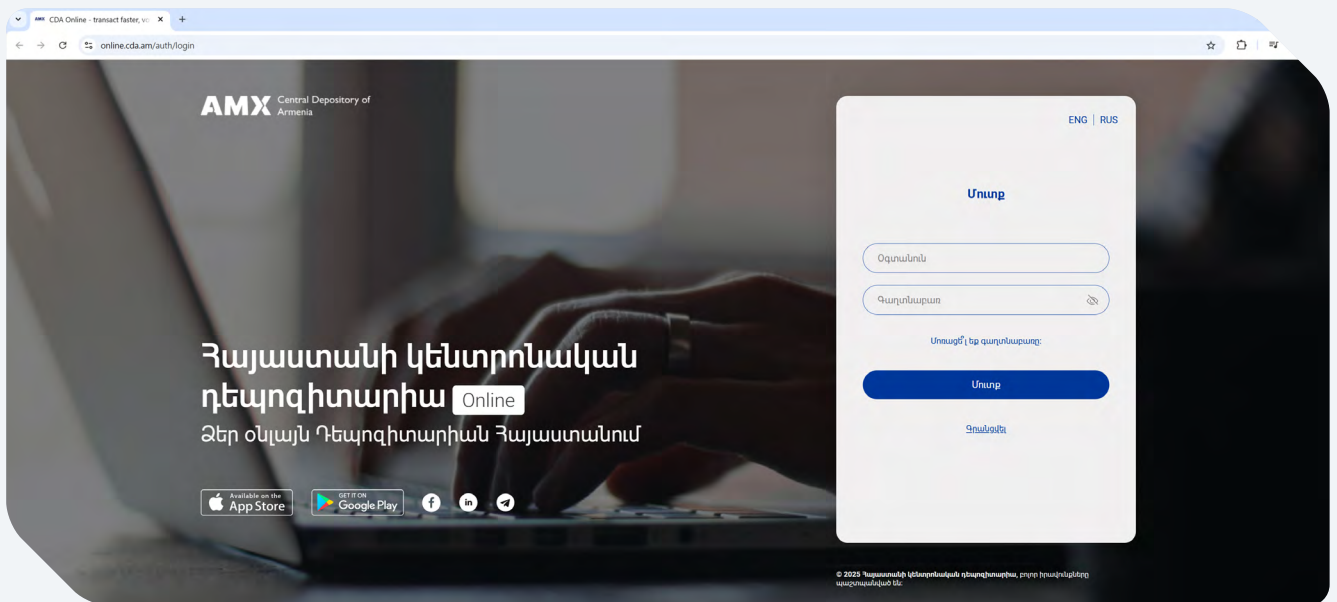 CDA Online - transact faster, vo
online.cda.am/auth/login
AMX Central Depository of
Armenia
ENG | RUS
Մուտք
Օգտանուն
Գաղտնաբառ
Մոռացե՞լ եք գաղտնաբառը:
Մուտք
Գրանցվել
Հայաստանի կենտրոնական
դեպոզիտարիա Online
Ձեր օնլայն Դեպոզիտարիան Հայաստանում
Available on the
App Store
GET IT ON
Google Play
© 2025 Հայաստանի կենտրոնական դեպոզիտարիա, բոլոր իրավունքները
պաշտպանված են: